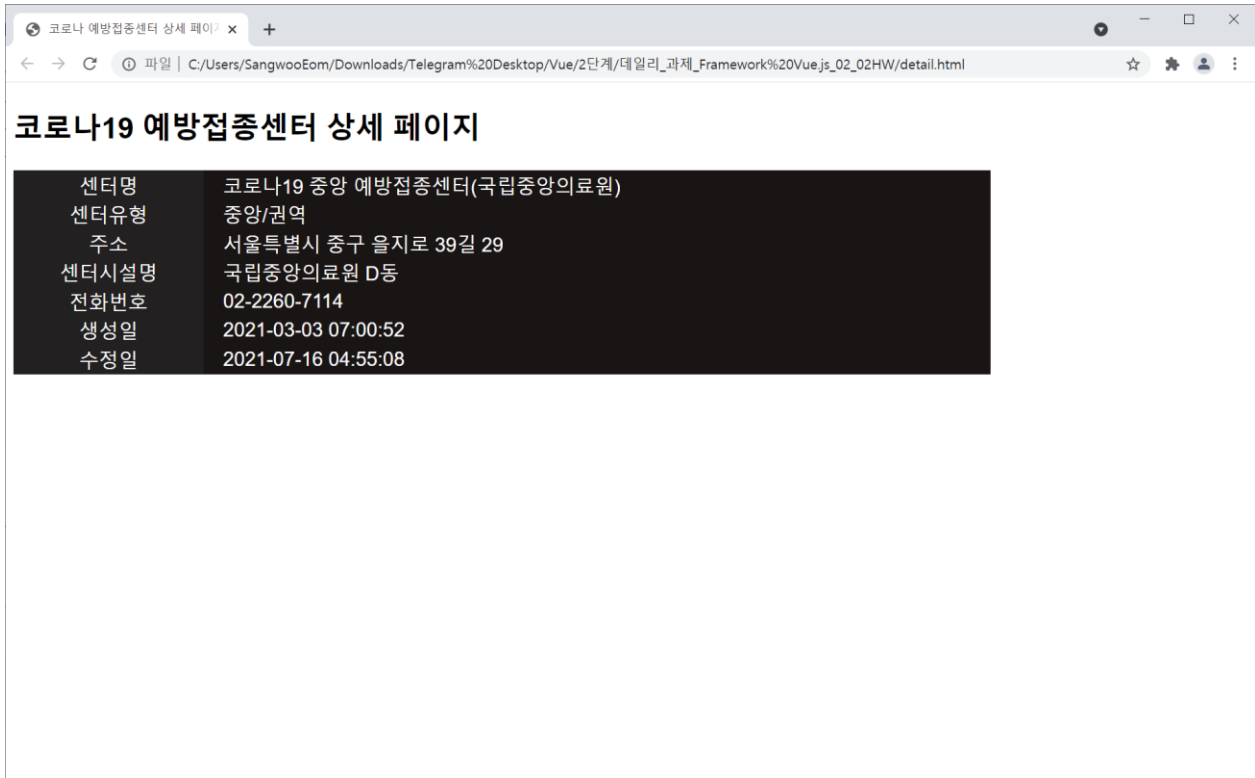 코로나 예방접종센터 상세 페이지
파일 | C:/Users/SangwooEom/Downloads/Telegram%20Desktop/Vue/2단계/데일리_과제_Framework%20Vue.js_02_02HW/detail.html
코로나19 예방접종센터 상세 페이지
센터명 코로나19 중앙 예방접종센터(국립중앙의료원)
센터유형 중앙/권역
주소 서울특별시 중구 을지로 39길 29
센터시설명 국립중앙의료원 D동
전화번호 02-2260-7114
생성일 2021-03-03 07:00:52
수정일 2021-07-16 04:55:08